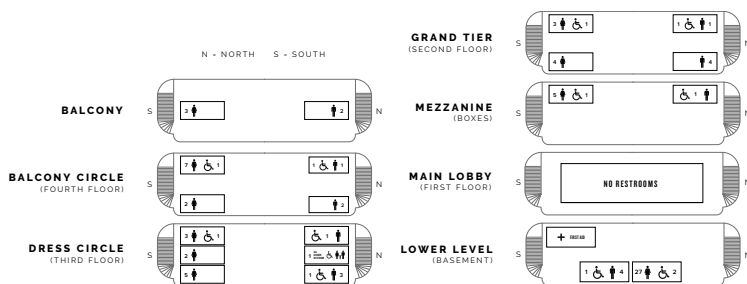 N = NORTH S = SOUTH
BALCONY
S
3
2
N
BALCONY CIRCLE
(FOURTH FLOOR)
S
7 1
1 1
2
2
N
DRESS CIRCLE
(THIRD FLOOR)
S
3 1
1
2
1
5
1 3
N
GRAND TIER
(SECOND FLOOR)
S
3 1
1 1
4
4
N
MEZZANINE
(BOXES)
S
5 1
1
N
MAIN LOBBY
(FIRST FLOOR)
S
NO RESTROOMS
N
LOWER LEVEL
(BASEMENT)
S
FIRST AID
1 4
27 2
N